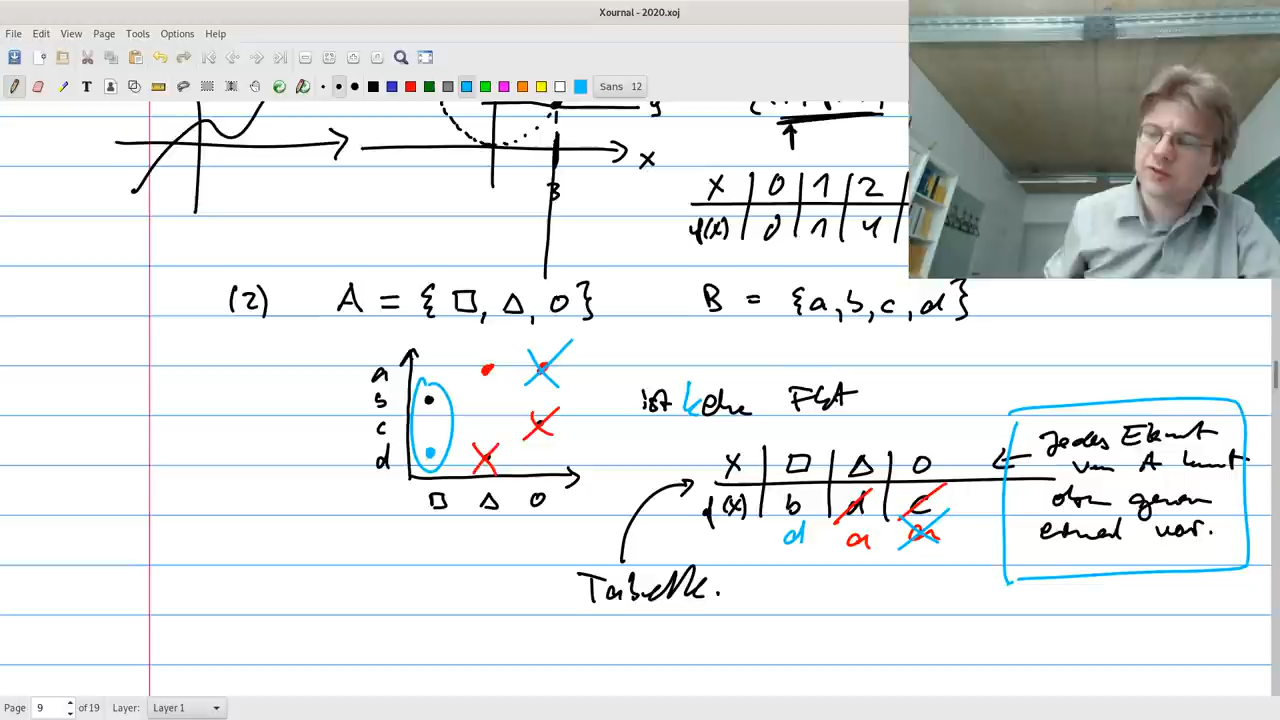 Xournal - 2020.xoj
File Edit View Page Tools Options Help
Sans 12
y
x
3
x 0 1 2
f(x) 0 1 4
(2) A = {□, △, ○} B = {a, b, c, d}
a
b
c
d
□ △ ○
ist keine Fkt
x □ △ ○
f(x) b d c
d a a
Jedes Element
von A kommt
oben genau
einmal vor.
Tabelle.
Page 9 of 19 Layer: Layer 1